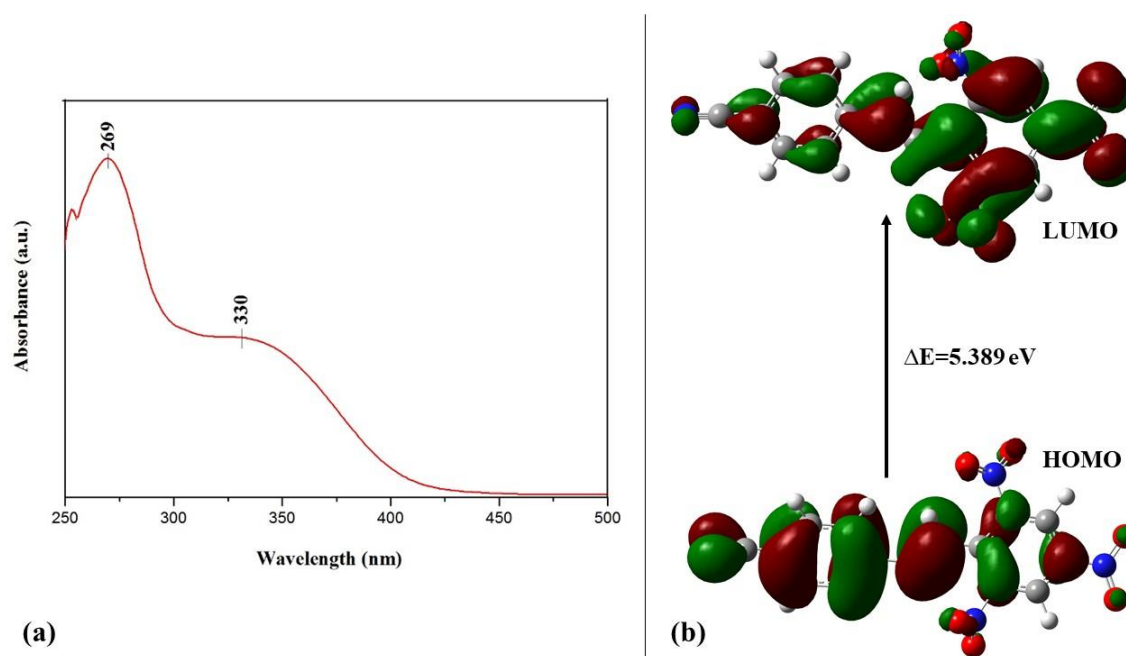 Absorbance (a.u.)
269
330
250
300
350
400
450
500
Wavelength (nm)
(a)
LUMO
ΔE=5.389 eV
HOMO
(b)